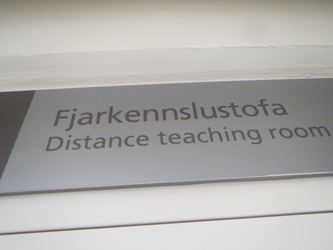 Fjarkennslustofa
Distance teaching room